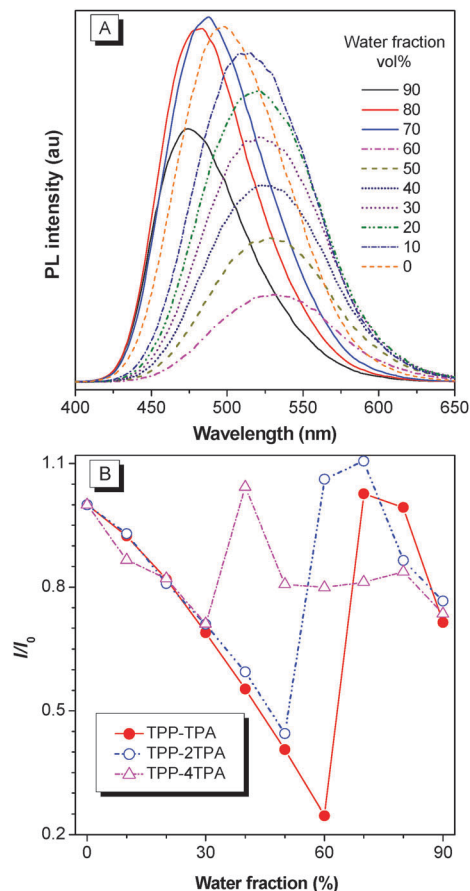 A
Water fraction
vol%
90
80
70
60
50
40
30
20
10
0
PL intensity (au)
400 450 500 550 600 650
Wavelength (nm)
B
1.1
0.8
0.5
0.2
I/I0
TPP-TPA
TPP-2TPA
TPP-4TPA
0 30 60 90
Water fraction (%)